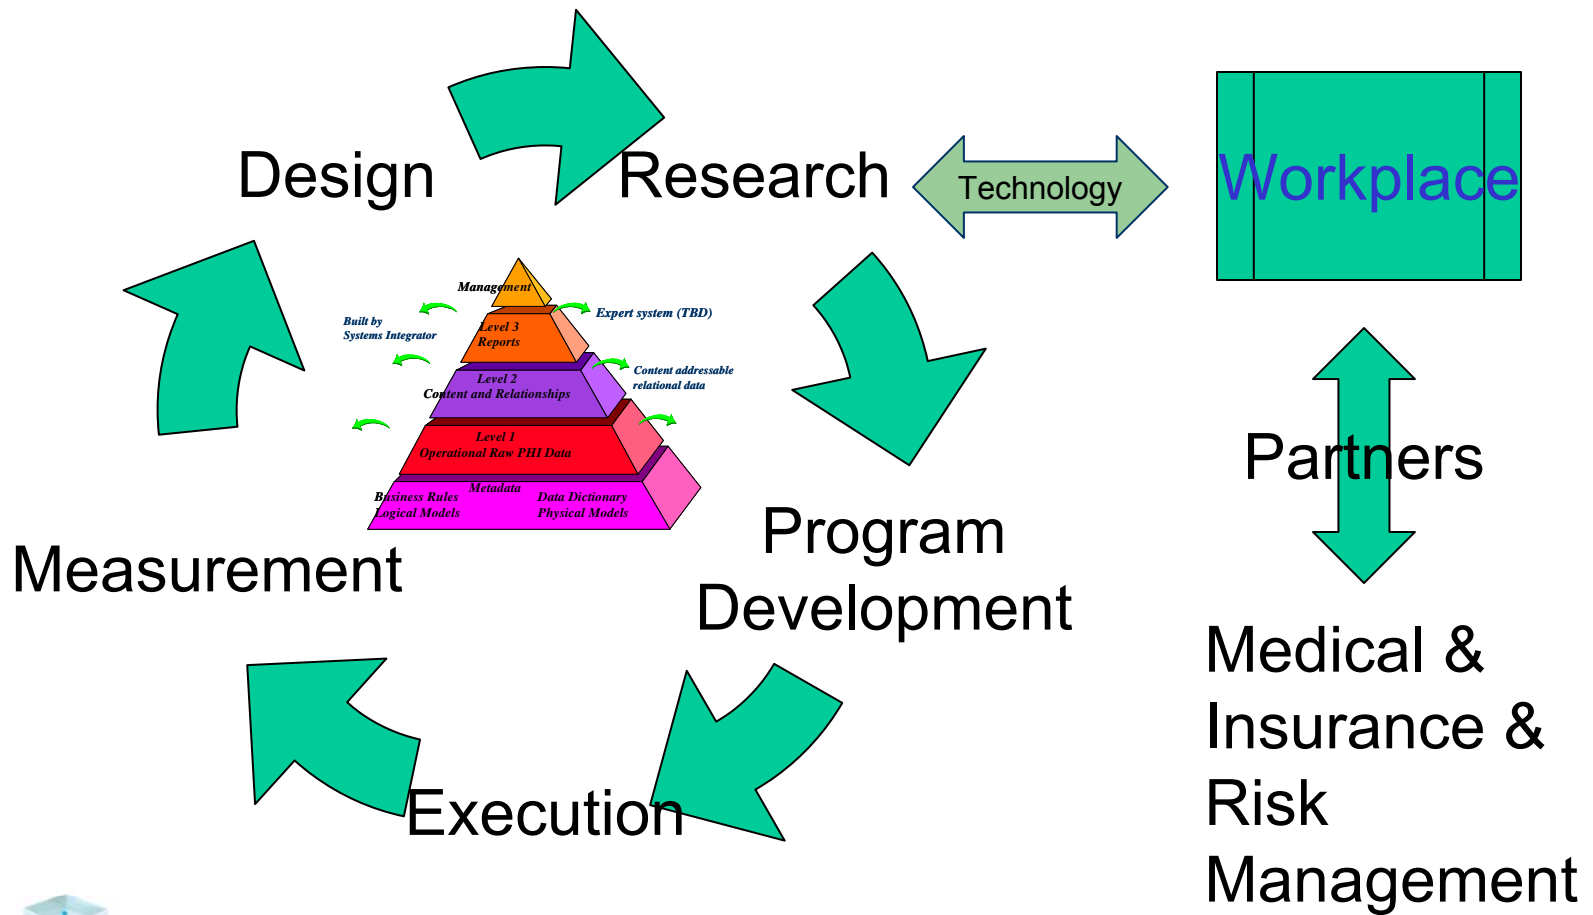 Design
Research
Technology
Workplace
Management
Built by
Systems Integrator
Expert system (TBD)
Level 3
Reports
Level 2
Content and Relationships
Content addressable
relational data
Level 1
Operational Raw PHI Data
Metadata
Business Rules
Logical Models
Data Dictionary
Physical Models
Partners
Program
Development
Measurement
Execution
Medical &
Insurance &
Risk
Management